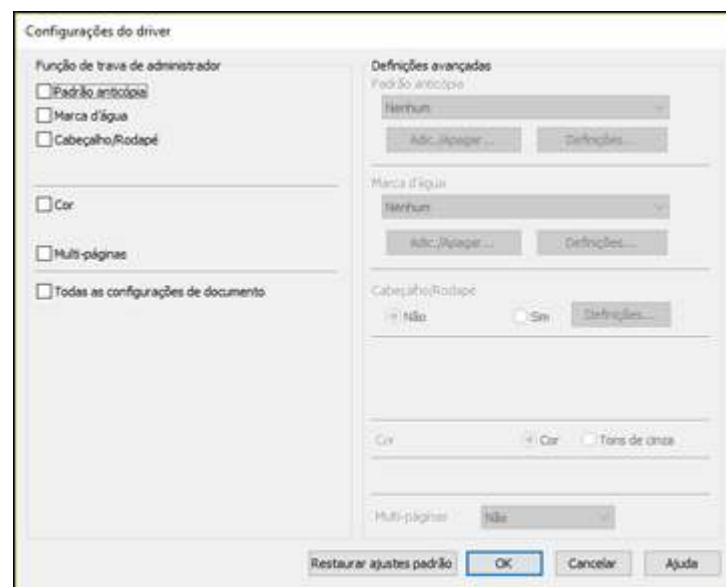 Configurações do driver
Função de trava de administrador
Padrão anticópia
Marca d'água
Cabeçalho/Rodapé
Cor
Multi-páginas
Todas as configurações de documento
Definições avançadas
Padrão anticópia
Nenhum
Adic./Apagar...
Definições...
Marca d'água
Nenhum
Adic./Apagar...
Definições...
Cabeçalho/Rodapé
Não
Sim
Definições...
Cor
Cor
Tons de cinza
Multi-páginas
Não
Restaurar ajustes padrão
OK
Cancelar
Ajuda